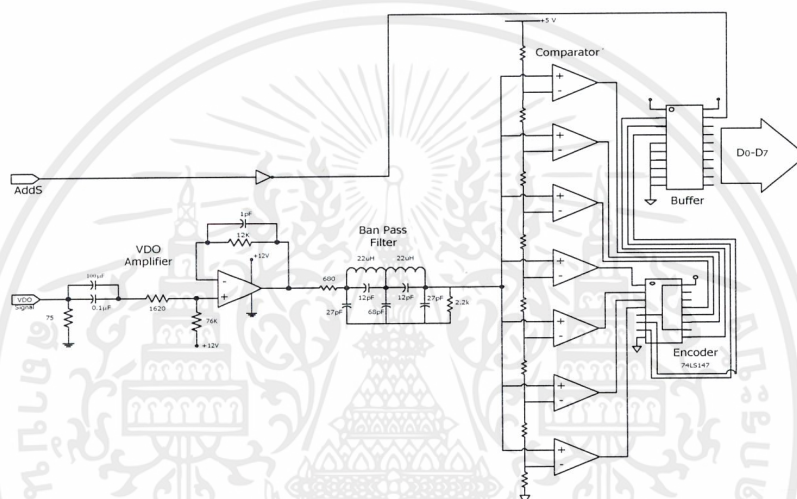 +5 V
Comparator
AddS
D0-D7
Buffer
VDO
Amplifier
1pF
12K
+12V
Ban Pass
Filter
22uH 22uH
600
12pF 12pF
27pF 68pF 27pF 2.2k
VDO
Signal
100μF
0.1μF
75
1620
76K
+12V
Encoder
74LS147